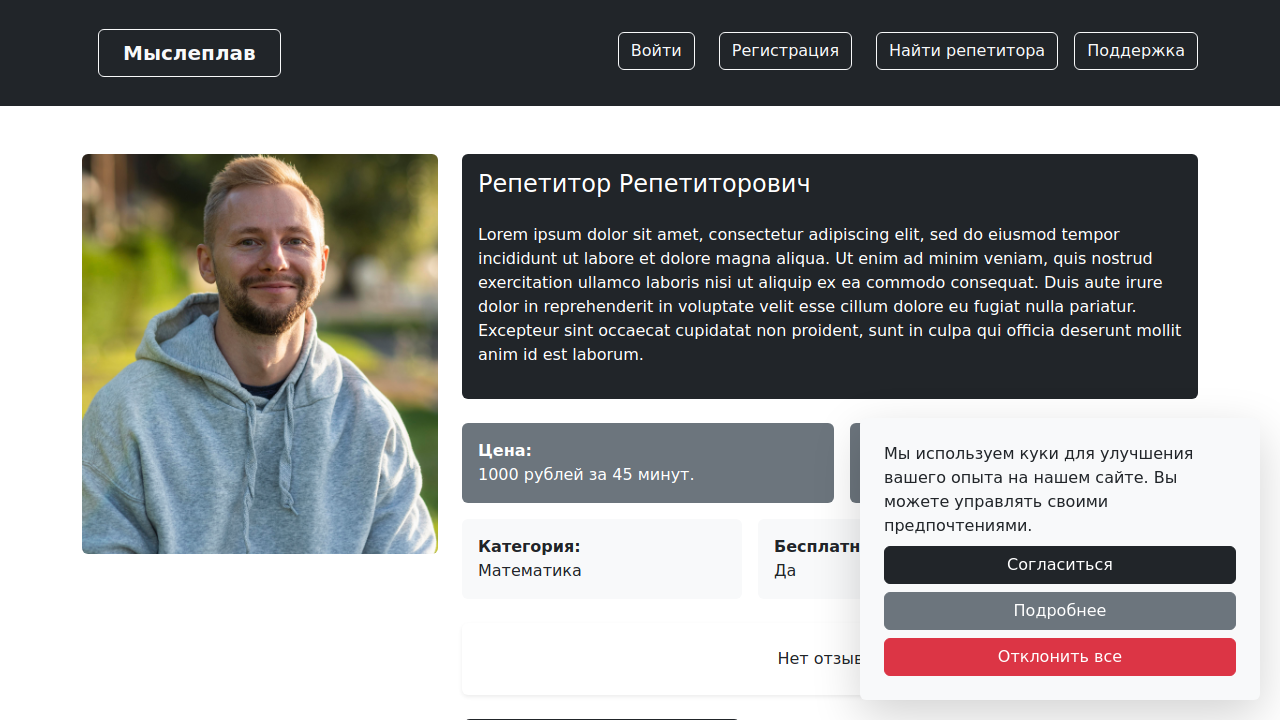 Мыслеплав
Войти
Регистрация
Найти репетитора
Поддержка
Репетитор Репетиторович
Lorem ipsum dolor sit amet, consectetur adipiscing elit, sed do eiusmod tempor
incididunt ut labore et dolore magna aliqua. Ut enim ad minim veniam, quis nostrud
exercitation ullamco laboris nisi ut aliquip ex ea commodo consequat. Duis aute irure
dolor in reprehenderit in voluptate velit esse cillum dolore eu fugiat nulla pariatur.
Excepteur sint occaecat cupidatat non proident, sunt in culpa qui officia deserunt mollit
anim id est laborum.
Цена:
1000 рублей за 45 минут.
Категория:
Математика
Да
Нет
Мы используем куки для улучшения
вашего опыта на нашем сайте. Вы
можете управлять своими
предпочтениями.
Согласиться
Подробнее
Отклонить все